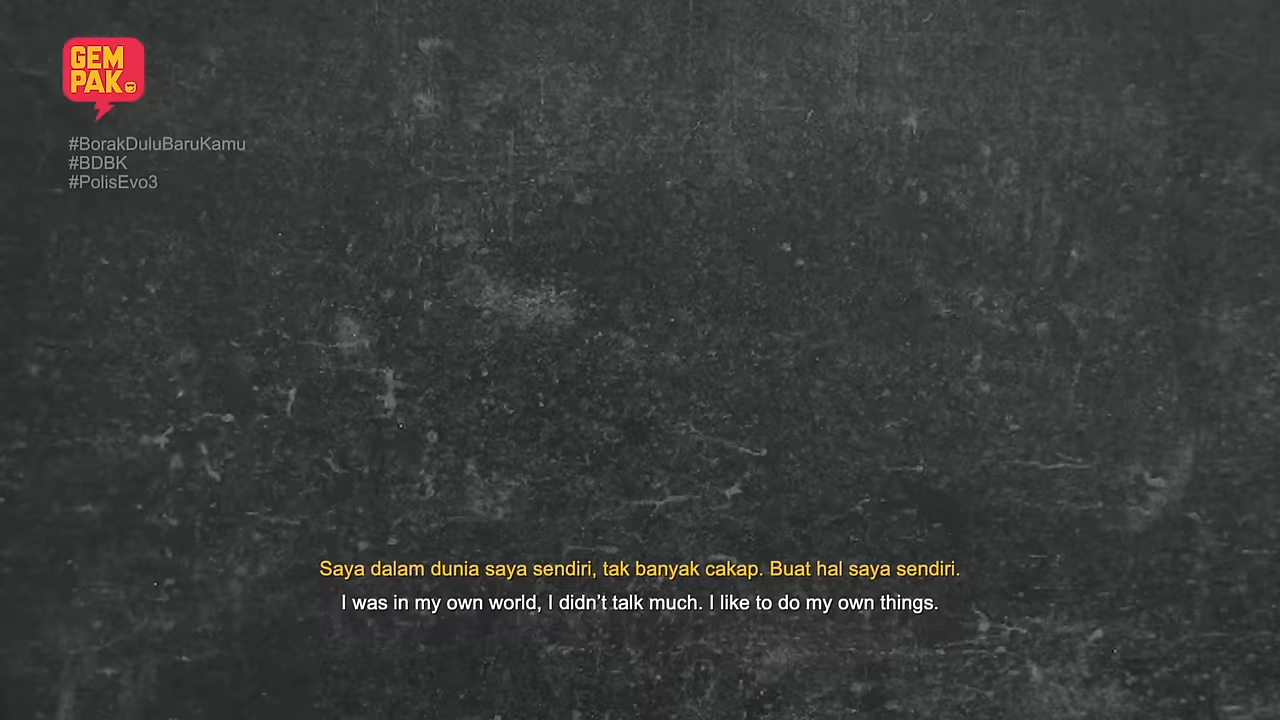 GEM
PAK
#BorakDuluBaruKamu
#BDBK
#PolisEvo3
Saya dalam dunia saya sendiri, tak banyak cakap. Buat hal saya sendiri.
I was in my own world, I didn’t talk much. I like to do my own things.